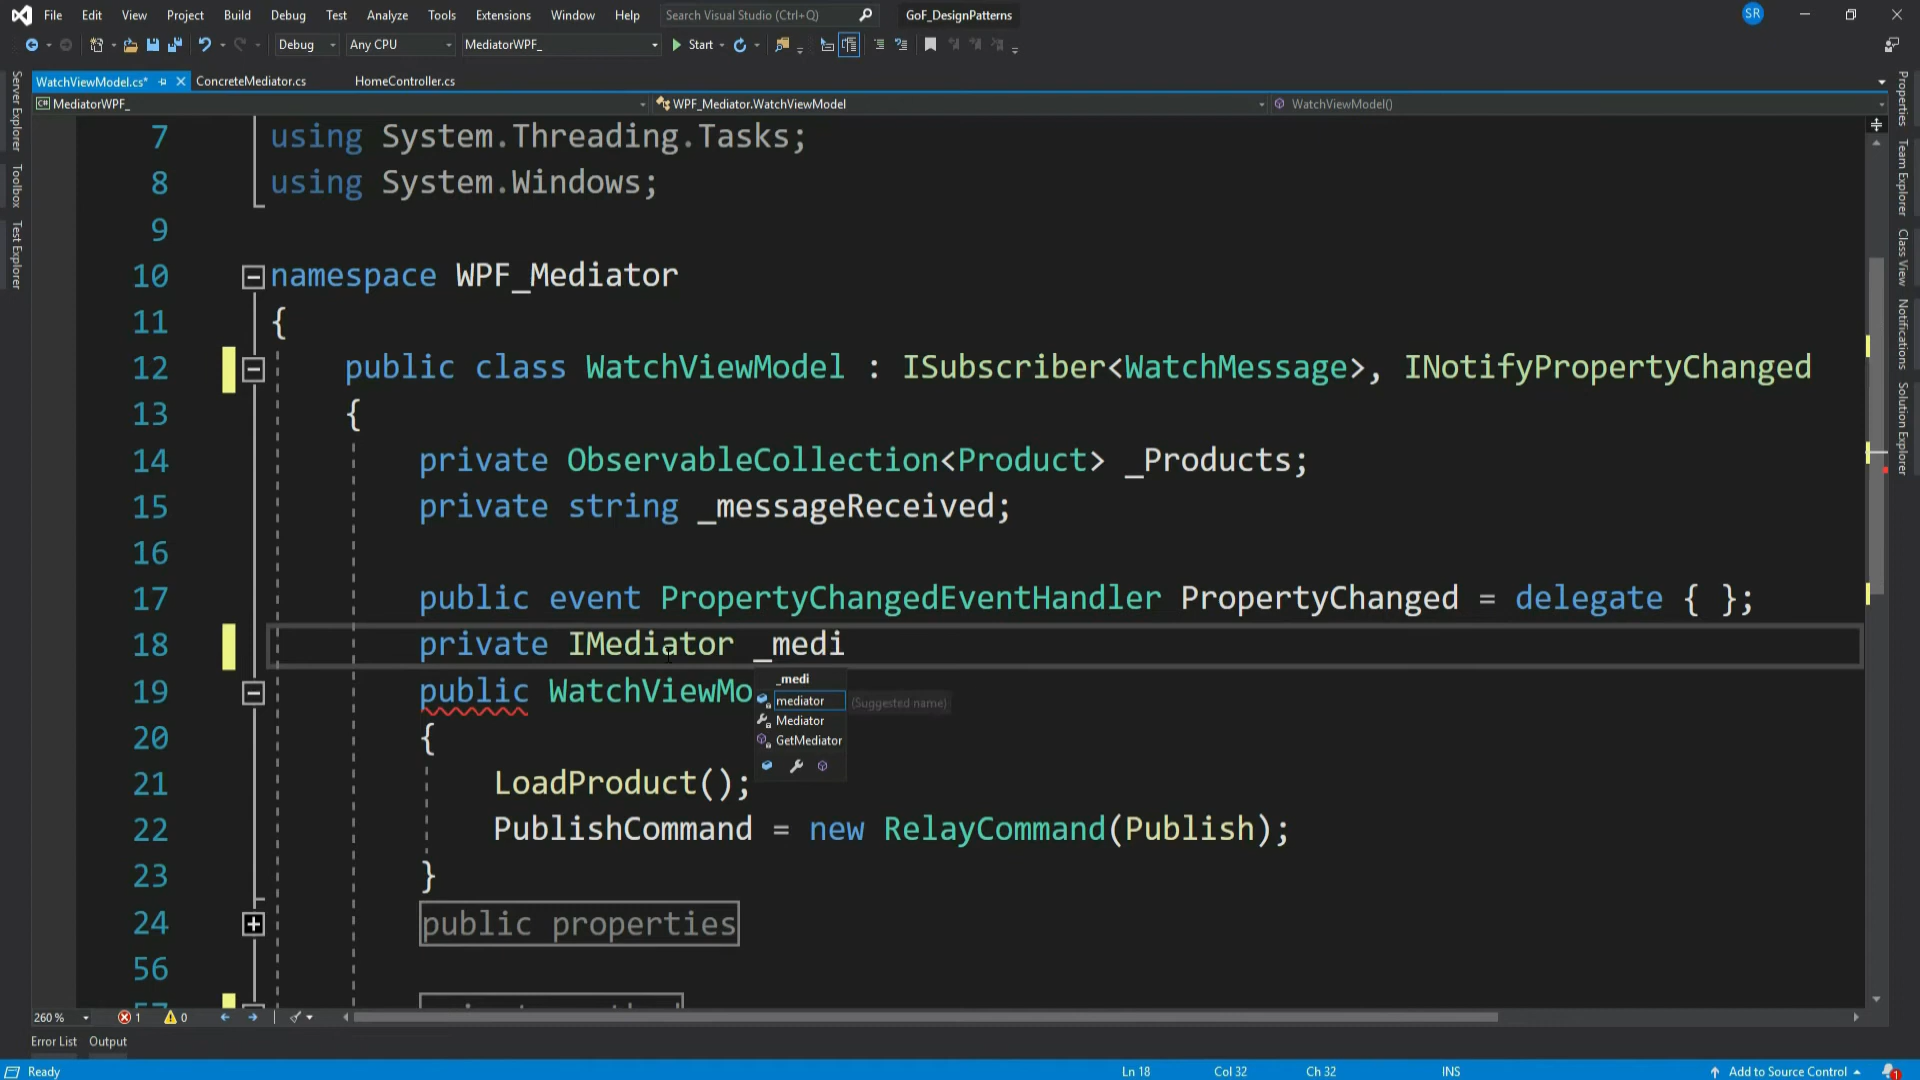 File Edit View Project Build Debug Test Analyze Tools Extensions Window Help Search Visual Studio (Ctrl+Q) GoF_DesignPatterns SR
Debug Any CPU MediatorWPF_ Start
WatchViewModel.cs* ConcreteMediator.cs HomeController.cs
MediatorWPF_ WPF_Mediator.WatchViewModel WatchViewModel()
Server Explorer
Toolbox
Test Explorer
7 using System.Threading.Tasks;
8 using System.Windows;
9
10 namespace WPF_Mediator
11 {
12 public class WatchViewModel : ISubscriber<WatchMessage>, INotifyPropertyChanged
13 {
14 private ObservableCollection<Product> _Products;
15 private string _messageReceived;
16
17 public event PropertyChangedEventHandler PropertyChanged = delegate { };
18 private IMediator _medi
_medi
19 public WatchViewMo
mediator (Suggested name)
Mediator
GetMediator
20 {
21 LoadProduct();
22 PublishCommand = new RelayCommand(Publish);
23 }
24 public properties
56
Properties
Team Explorer
Class View
Notifications
Solution Explorer
260 % 1 0
Error List Output
Ready Ln 18 Col 32 Ch 32 INS Add to Source Control 1